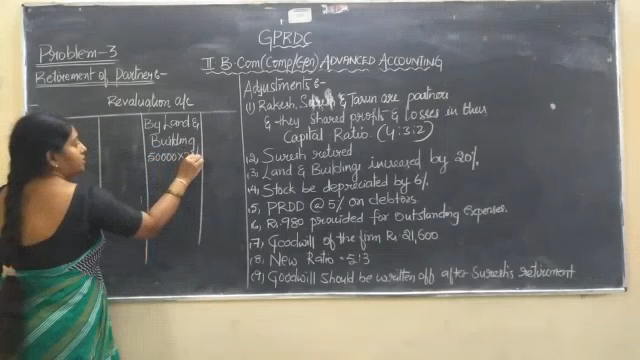 GPRDC
II B.Com(Comp/Gen) ADVANCED ACCOUNTING
Problem-3
Retirement of Partner:-
Revaluation a/c
By Land &
Building
50000×
Adjustments:-
(1) Rakesh, & Tarun are partners
& they shared profits & losses in their
Capital Ratio. (4:3:2)
(2) Suresh retired
(3) Land & Buildings increased by 20%.
(4) Stock be depreciated by 6%.
(5) PRDD @ 5% on debtors.
(6) Rs.980 provided for outstanding expenses.
(7) Goodwill of the firm Rs 21,600
(8) New Ratio = 5:3
(9) Goodwill should be written off after Suresh's retirement